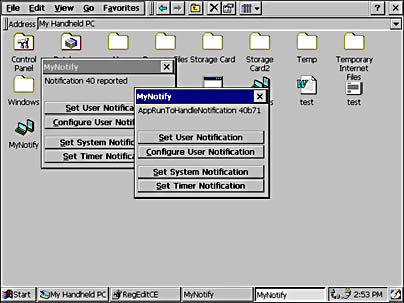 File Edit View Go Favorites
Address My Handheld PC
Control Panel
Files
Storage Card
Storage Card2
Temp
Temporary Internet Files
Windows
test
test
MyNotify
MyNotify
Notification 40 reported
Set User Notifica
Configure User Notific
Set System Notific
Set Timer Notifica
MyNotify
AppRunToHandleNotification 40b71
Set User Notification
Configure User Notification
Set System Notification
Set Timer Notification
Start
My Handheld PC
RegEditCE
MyNotify
MyNotify
2:53 PM